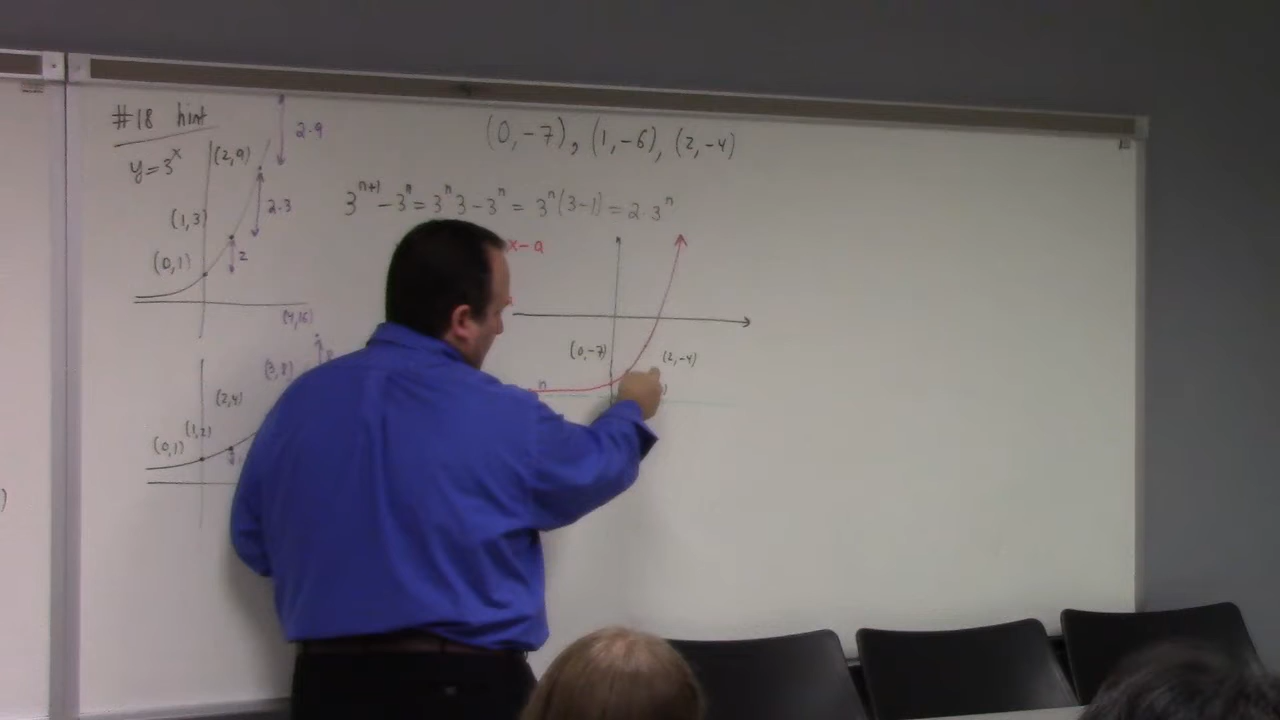 #18 hint
y=3^x
(2,9)
2·9
(1,3)
2·3
(0,1)
2
(0,-7), (1,-6), (2,-4)
3^{n+1} - 3^n = 3^n 3 - 3^n = 3^n(3-1) = 2·3^n
x-a
(0,-7)
(2,-4)
n
(4,16)
(3,8)
(2,4)
(1,2)
(0,1)